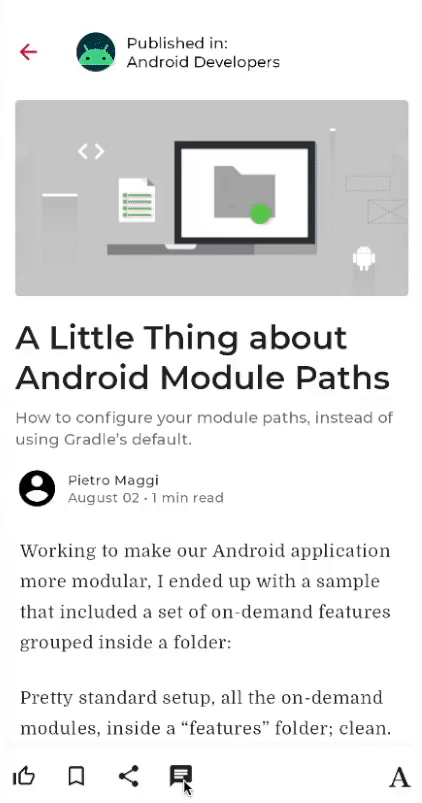 Published in:
Android Developers
A Little Thing about
Android Module Paths
How to configure your module paths, instead of
using Gradle's default.
Pietro Maggi
August 02 • 1 min read
Working to make our Android application
more modular, I ended up with a sample
that included a set of on-demand features
grouped inside a folder:
Pretty standard setup, all the on-demand
modules, inside a “features” folder; clean.
A